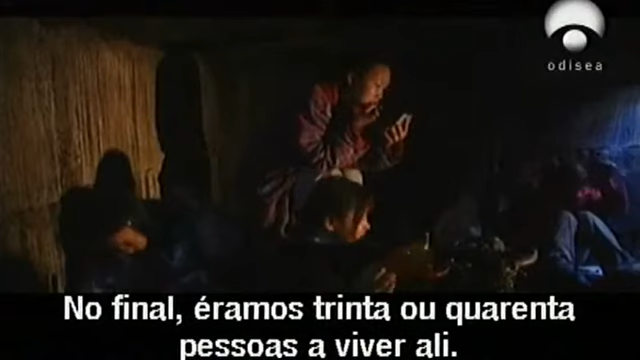 odisea
No final, éramos trinta ou quarenta
pessoas a viver ali.